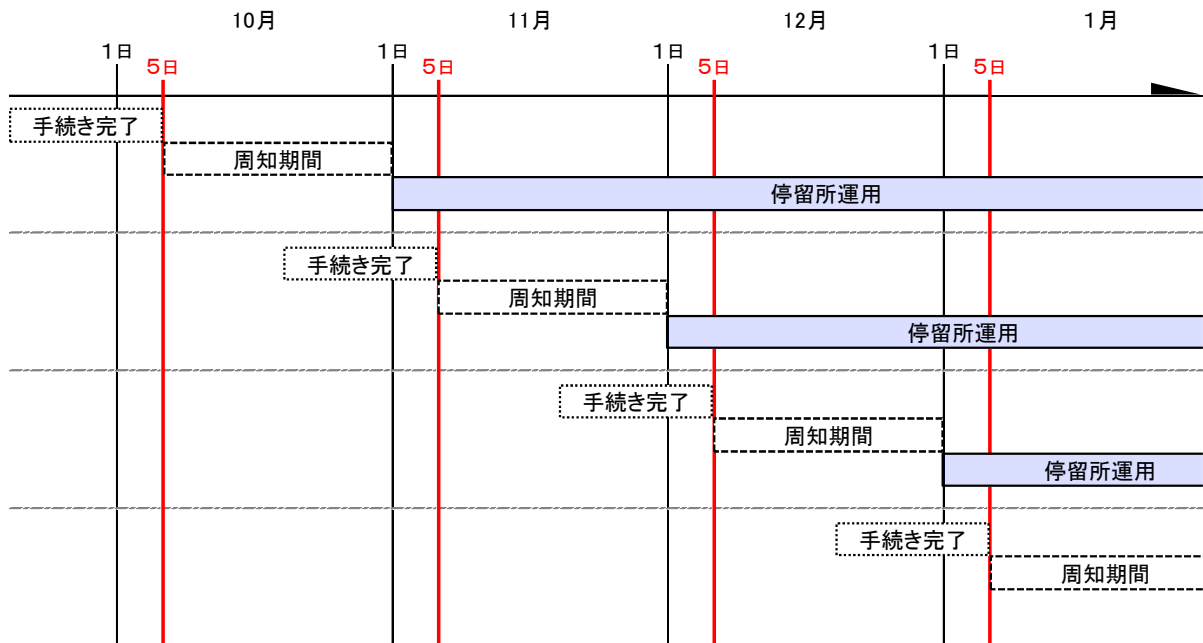 10月 11月 12月 1月
1日 1日 1日 1日
5日 5日 5日 5日
手続き完了
周知期間
停留所運用
手続き完了
周知期間
停留所運用
手続き完了
周知期間
停留所運用
手続き完了
周知期間